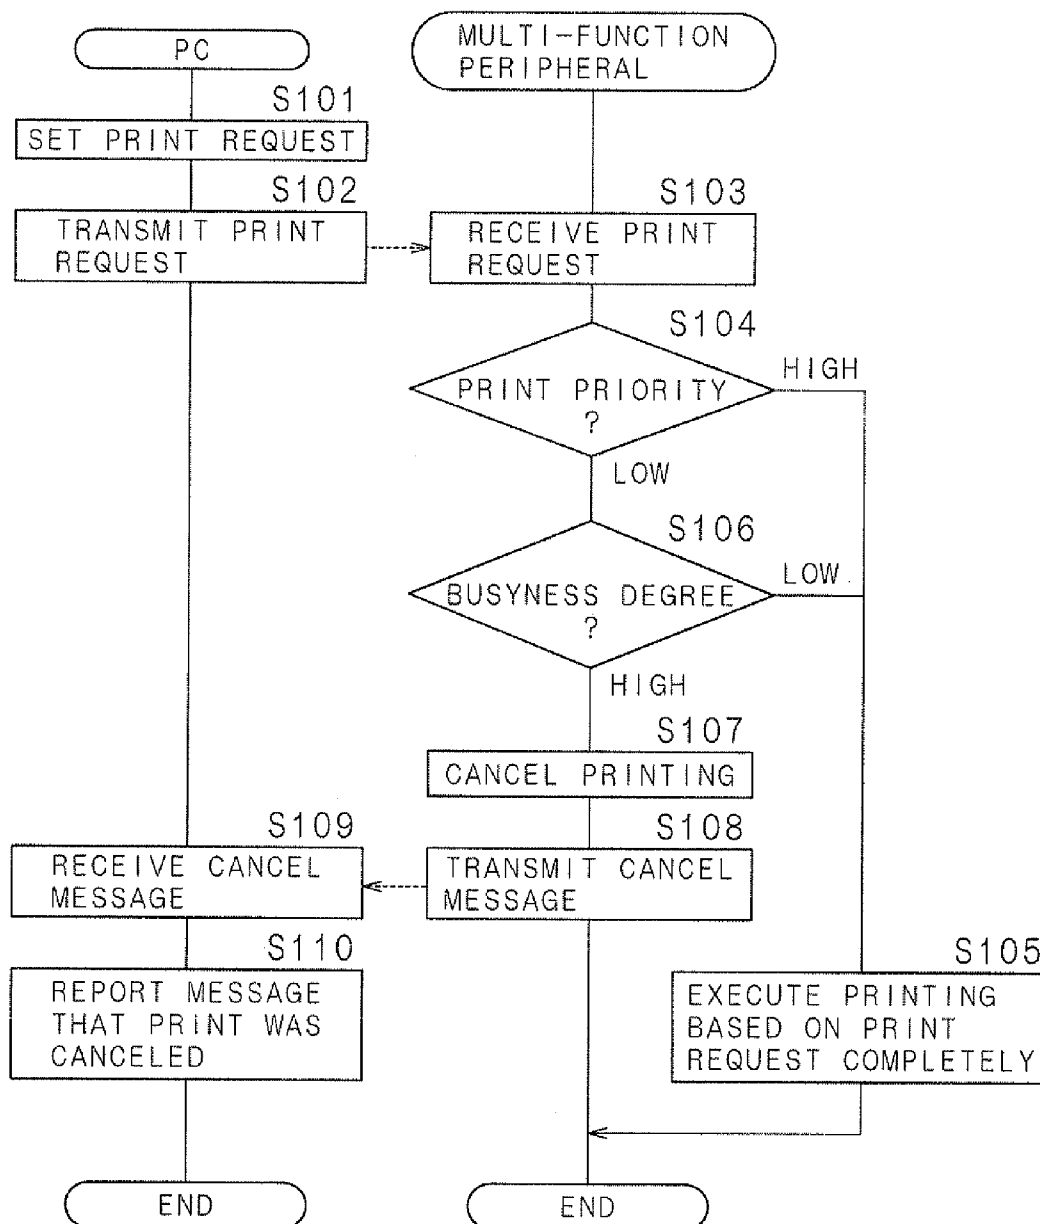 PC
MULTI-FUNCTION
PERIPHERAL
S101
SET PRINT REQUEST
S102
TRANSMIT PRINT
REQUEST
S103
RECEIVE PRINT
REQUEST
S104
PRINT PRIORITY
?
HIGH
LOW
S106
BUSYNESS DEGREE
?
LOW
HIGH
S107
CANCEL PRINTING
S109
RECEIVE CANCEL
MESSAGE
S108
TRANSMIT CANCEL
MESSAGE
S110
REPORT MESSAGE
THAT PRINT WAS
CANCELED
S105
EXECUTE PRINTING
BASED ON PRINT
REQUEST COMPLETELY
END
END